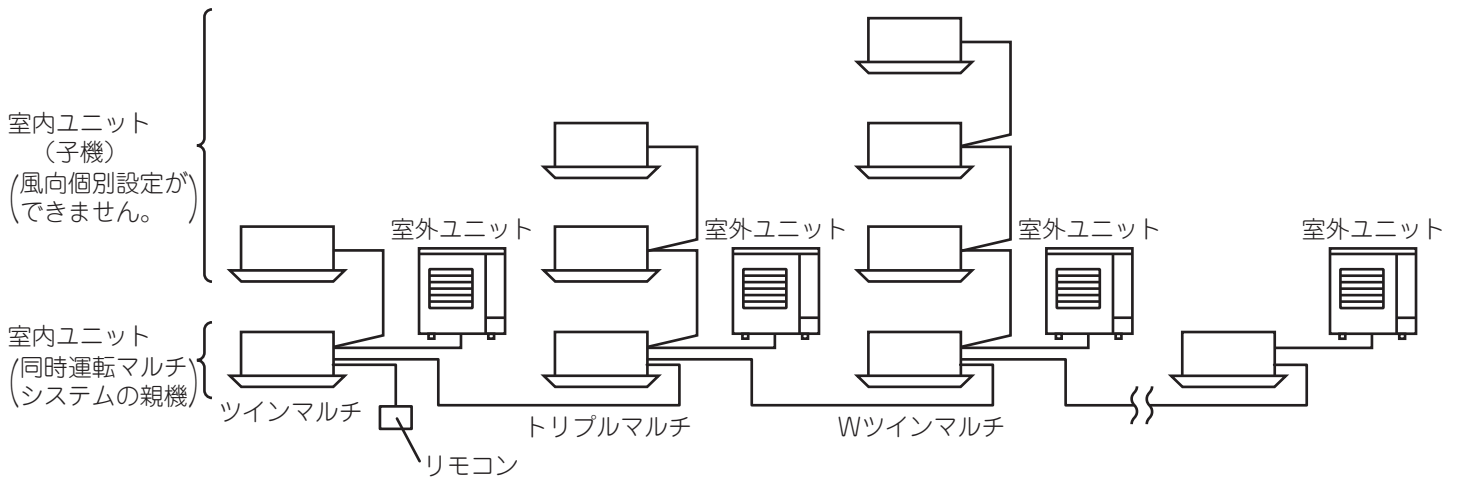 室内ユニット
（子機）
(風向個別設定が
できません。)
室外ユニット
室外ユニット
室外ユニット
室外ユニット
室内ユニット
(同時運転マルチ
システムの親機)
ツインマルチ
トリプルマルチ
Wツインマルチ
リモコン